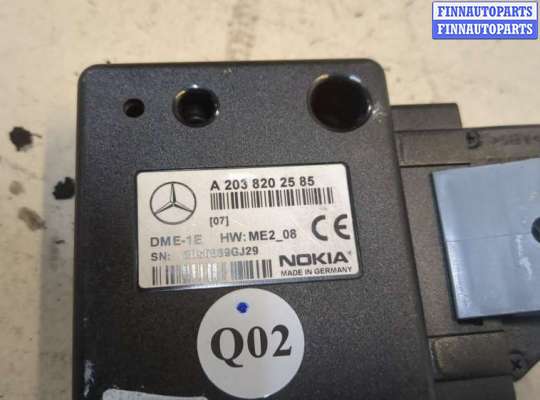 FINNAUTOPARTS
FINNAUTOPARTS
A 203 820 25 85
[07]
DME-1E HW: ME2_08
SN:
NOKIA
MADE IN GERMANY
CE
Q02